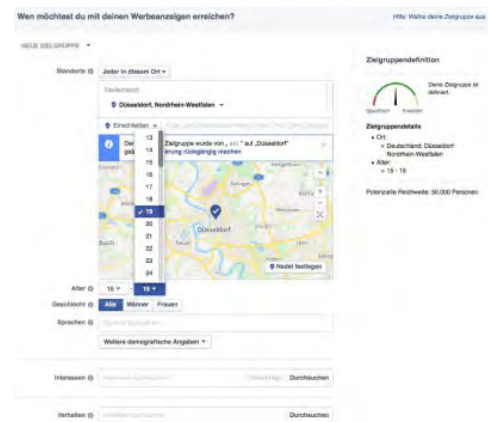 Wen möchtest du mit deinen Werbeanzeigen erreichen?
Hilfe: Wähle deine Zielgruppe aus
NEUE ZIELGRUPPE
Standorte
Jeder in diesem Ort
Deutschland
Düsseldorf, Nordrhein-Westfalen
Einschließen
Der
Zielgruppe wurde von
auf „Düsseldorf"
rung rückgängig machen
13
14
15
16
17
18
19
20
21
22
23
24
Düsseldorf
Nadel festlegen
Alter
15 - 19
Geschlecht
Alle Männer Frauen
Sprachen
Weitere demografische Angaben
Interessen
Durchsuchen
Verhalten
Durchsuchen
Zielgruppendefinition
Deine Zielgruppe ist
definiert.
Zielgruppendetails
Ort:
Deutschland: Düsseldorf
Nordrhein-Westfalen
Alter:
15 - 19
Potenzielle Reichweite: 50.000 Personen